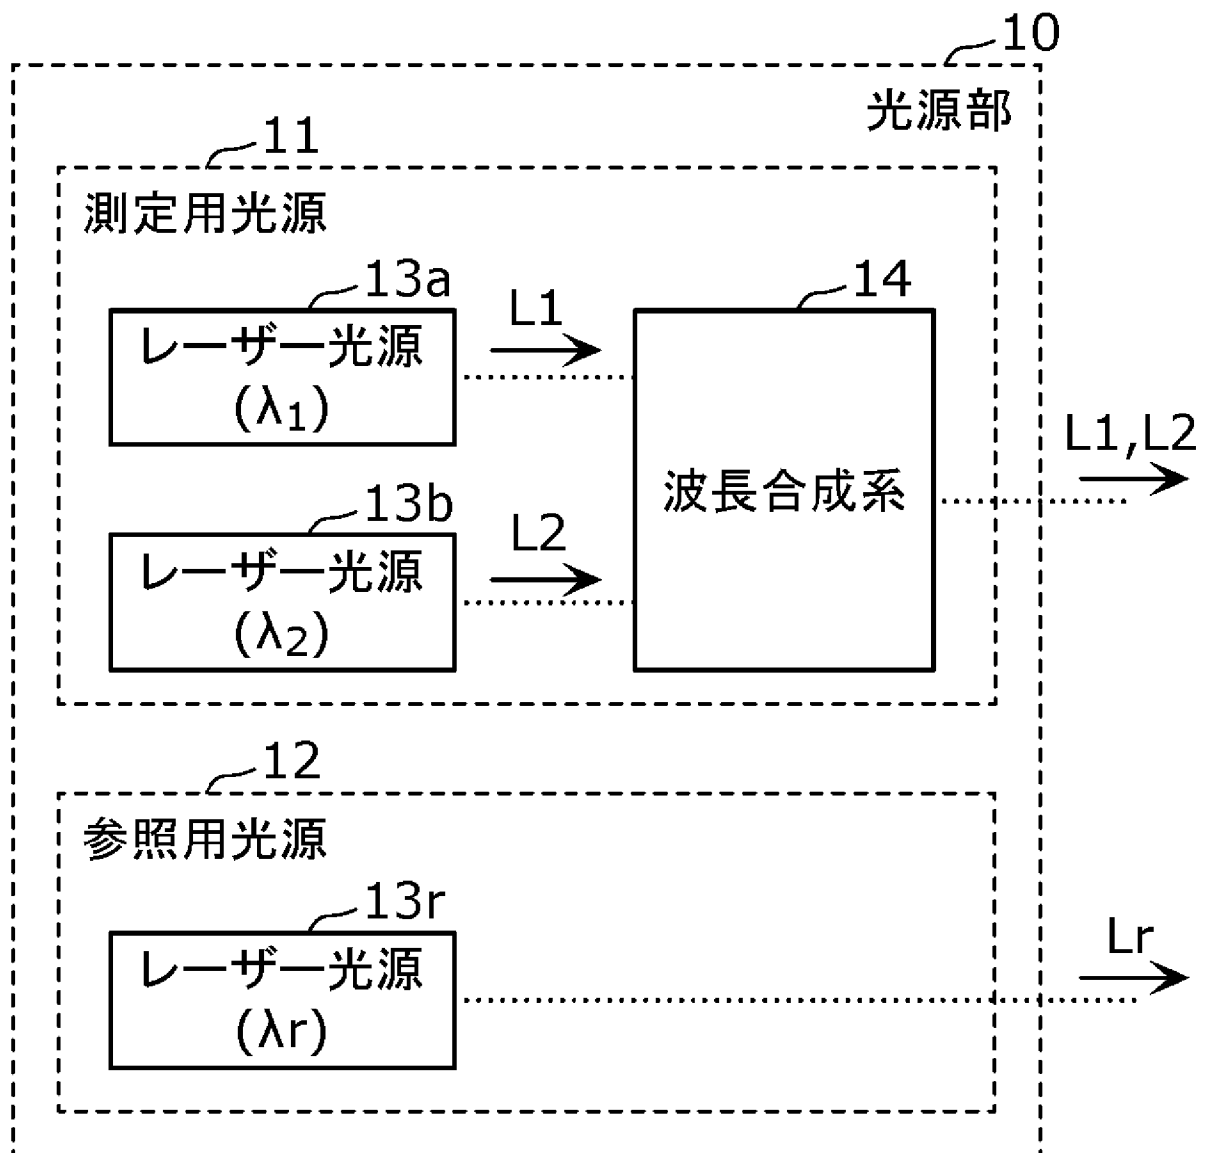 10
光源部
11
測定用光源
13a
レーザー光源
(λ1)
L1
14
波長合成系
L1,L2
13b
レーザー光源
(λ2)
L2
12
参照用光源
13r
レーザー光源
(λr)
Lr